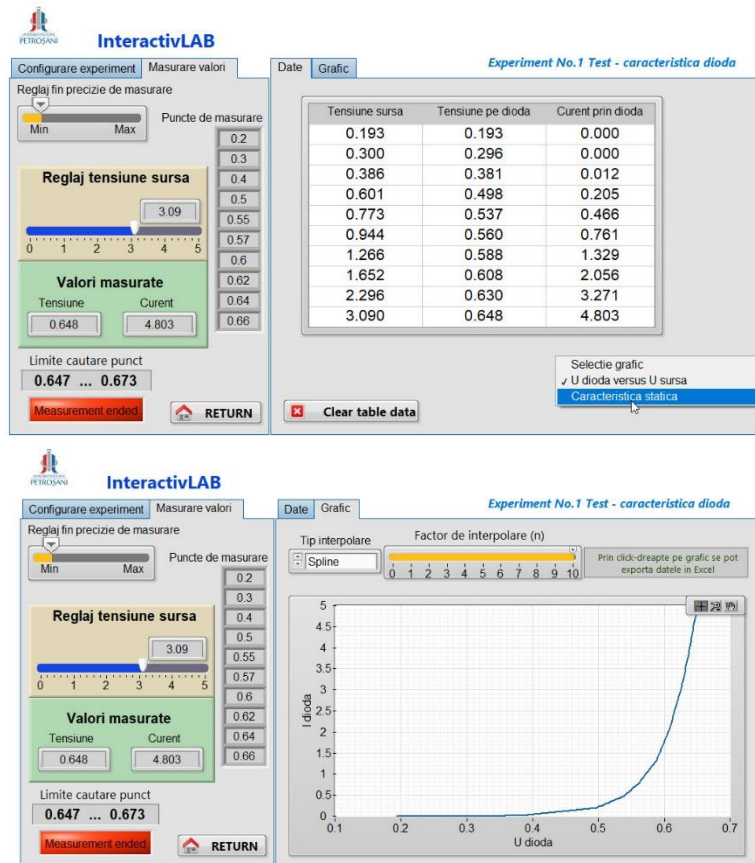 UNIVERSITATEA
PETROȘANI
InteractivLAB
Configurare experiment Masurare valori
Reglaj fin precizie de masurare
Min Max
Puncte de masurare
0.2
0.3
0.4
0.5
0.55
0.57
0.6
0.62
0.64
0.66
Reglaj tensiune sursa
3.09
0 1 2 3 4 5
Valori masurate
Tensiune Curent
0.648 4.803
Limite cautare punct
0.647 ... 0.673
Measurement ended RETURN
Date Grafic
Experiment No.1 Test - caracteristica dioda
Tensiune sursa Tensiune pe dioda Curent prin dioda
0.193 0.193 0.000
0.300 0.296 0.000
0.386 0.381 0.012
0.601 0.498 0.205
0.773 0.537 0.466
0.944 0.560 0.761
1.266 0.588 1.329
1.652 0.608 2.056
2.296 0.630 3.271
3.090 0.648 4.803
Selectie grafic
✓ U dioda versus U sursa
Caracteristica statica
Clear table data
UNIVERSITATEA
PETROȘANI
InteractivLAB
Configurare experiment Masurare valori
Reglaj fin precizie de masurare
Min Max
Puncte de masurare
0.2
0.3
0.4
0.5
0.55
0.57
0.6
0.62
0.64
0.66
Reglaj tensiune sursa
3.09
0 1 2 3 4 5
Valori masurate
Tensiune Curent
0.648 4.803
Limite cautare punct
0.647 ... 0.673
Measurement ended RETURN
Date Grafic
Experiment No.1 Test - caracteristica dioda
Tip interpolare
Spline
Factor de interpolare (n)
0 1 2 3 4 5 6 7 8 9 10
Prin click-dreapte pe grafic se pot
exporta datele in Excel
I dioda
5
4.5
4
3.5
3
2.5
2
1.5
1
0.5
0
0.1 0.2 0.3 0.4 0.5 0.6 0.7
U dioda